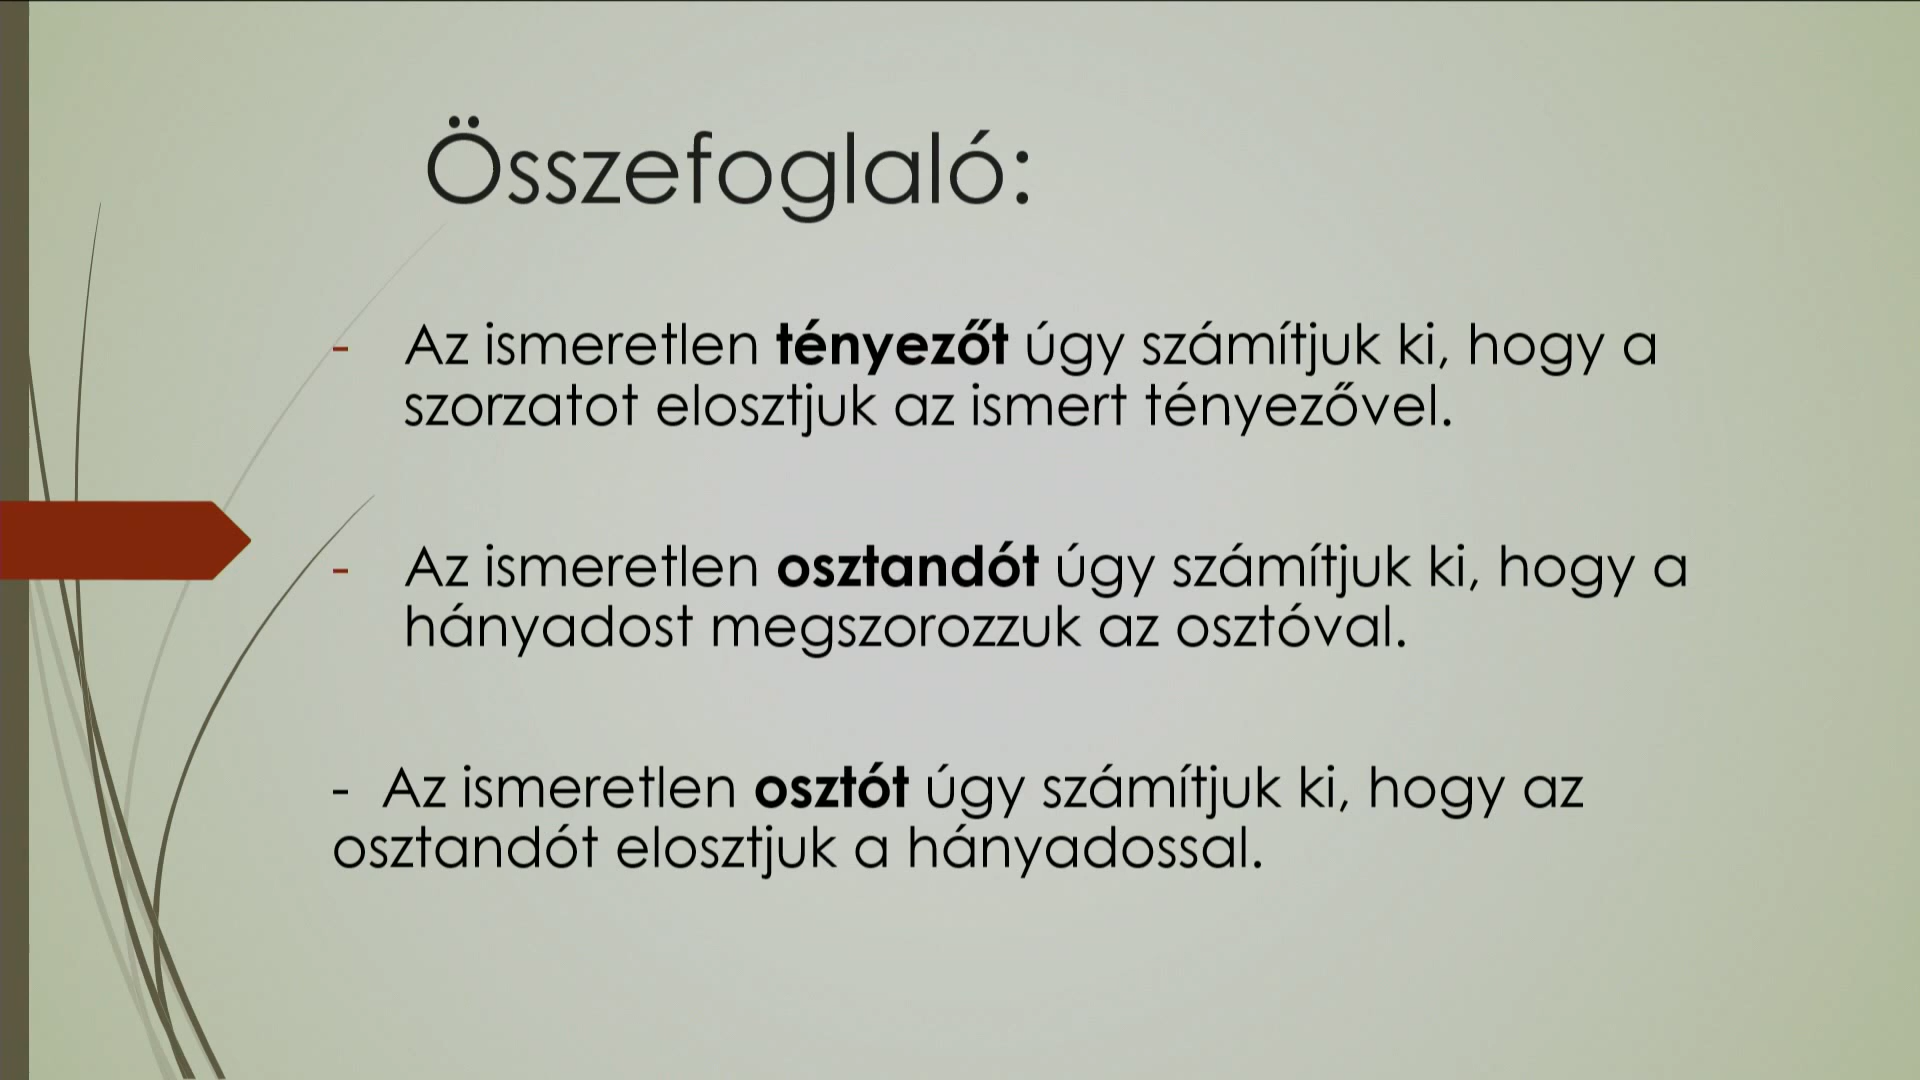 Összefoglaló:
- Az ismeretlen tényezőt úgy számítjuk ki, hogy a
szorzatot elosztjuk az ismert tényezővel.
- Az ismeretlen osztandót úgy számítjuk ki, hogy a
hányadost megszorozzuk az osztóval.
- Az ismeretlen osztót úgy számítjuk ki, hogy az
osztandót elosztjuk a hányadossal.